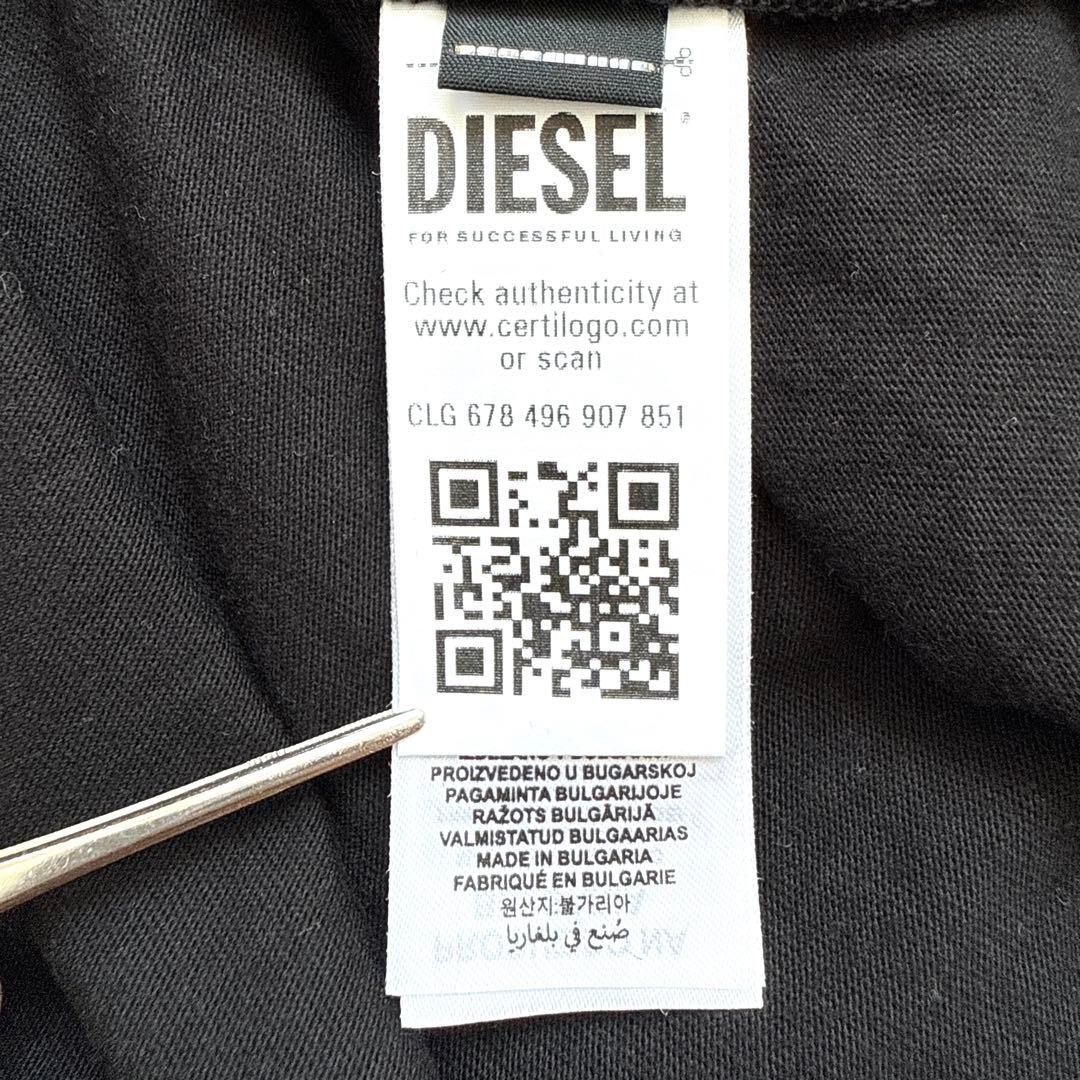 DIESEL
FOR SUCCESSFUL LIVING
Check authenticity at
www.certilogo.com
or scan
CLG 678 496 907 851
PROIZVEDENO U BUGARSKOJ
PAGAMINTA BULGARIJOJE
RAŽOTS BULGĀRIJĀ
VALMISTATUD BULGAARIAS
MADE IN BULGARIA
FABRIQUÉ EN BULGARIE
원산지:불가리아
صُنع في بلغاريا